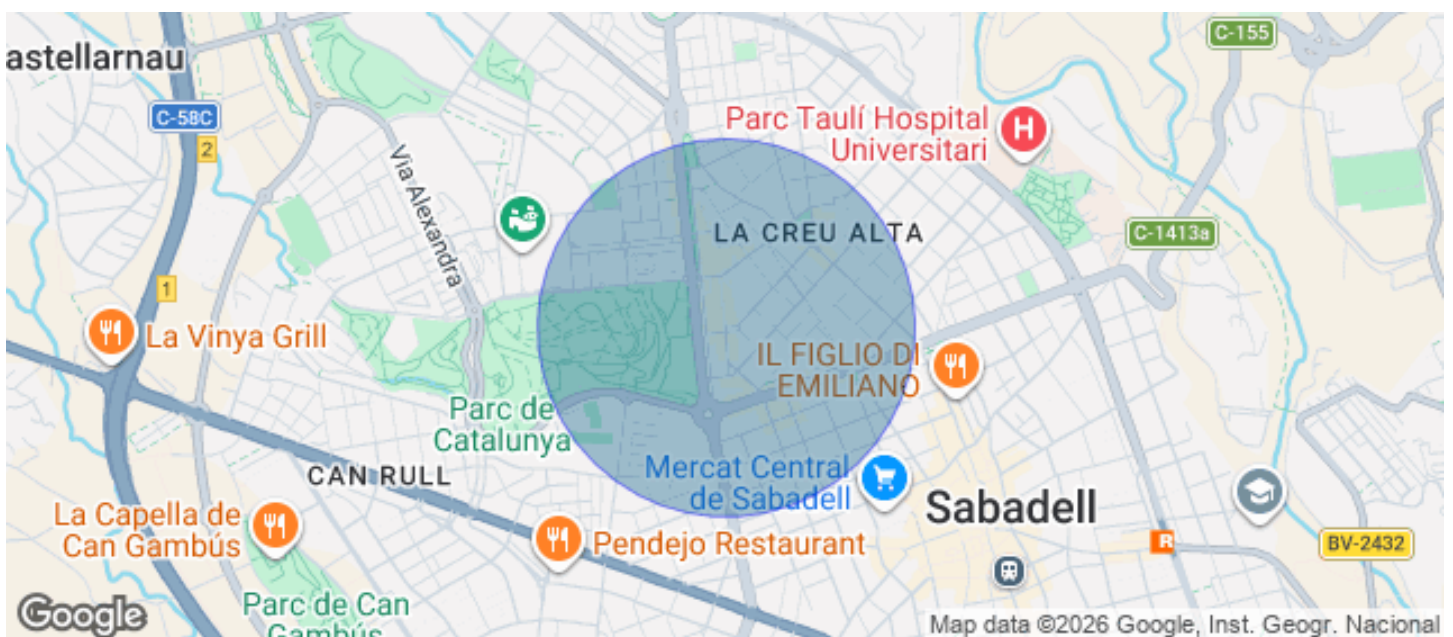 astellarnau
C-155
C-58C
Parc Taulí Hospital
Universitari
2
Via Alexandra
LA CREU ALTA
C-1413a
1
La Vinya Grill
IL FIGLIO DI
EMILIANO
Parc de
Catalunya
CAN RULL
Mercat Central
de Sabadell
Sabadell
La Capella de
Can Gambús
Pendejo Restaurant
R
BV-2432
Parc de Can
Gambús
Google
Map data ©2026 Google, Inst. Geogr. Nacional